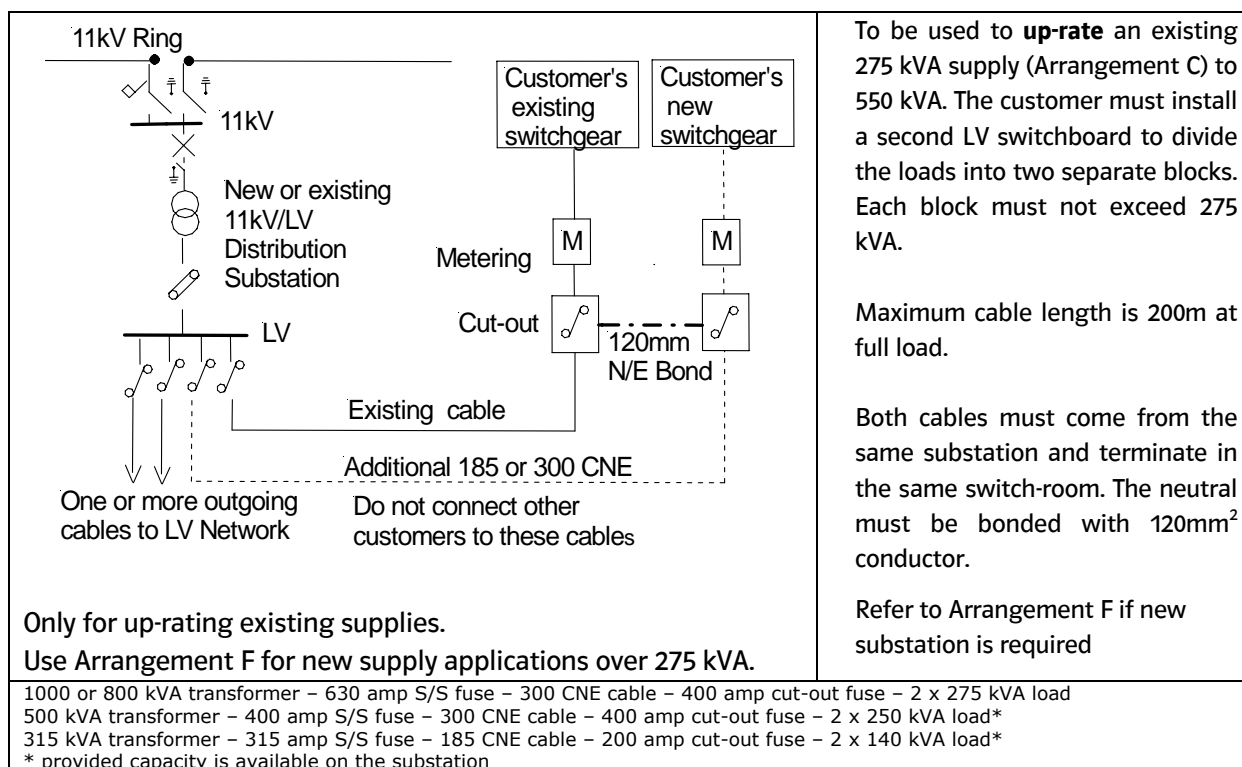 11kV Ring
11kV
New or existing
11kV/LV
Distribution
Substation
LV
Customer's
existing
switchgear
Customer's
new
switchgear
Metering
M
M
Cut-out
120mm
N/E Bond
Existing cable
Additional 185 or 300 CNE
One or more outgoing
cables to LV Network
Do not connect other
customers to these cables
Only for up-rating existing supplies.
Use Arrangement F for new supply applications over 275 kVA.
To be used to up-rate an existing
275 kVA supply (Arrangement C) to
550 kVA. The customer must install
a second LV switchboard to divide
the loads into two separate blocks.
Each block must not exceed 275
kVA.
Maximum cable length is 200m at
full load.
Both cables must come from the
same substation and terminate in
the same switch-room. The neutral
must be bonded with 120mm²
conductor.
Refer to Arrangement F if new
substation is required
1000 or 800 kVA transformer – 630 amp S/S fuse – 300 CNE cable – 400 amp cut-out fuse – 2 x 275 kVA load
500 kVA transformer – 400 amp S/S fuse – 300 CNE cable – 400 amp cut-out fuse – 2 x 250 kVA load*
315 kVA transformer – 315 amp S/S fuse – 185 CNE cable – 200 amp cut-out fuse – 2 x 140 kVA load*
* provided capacity is available on the substation